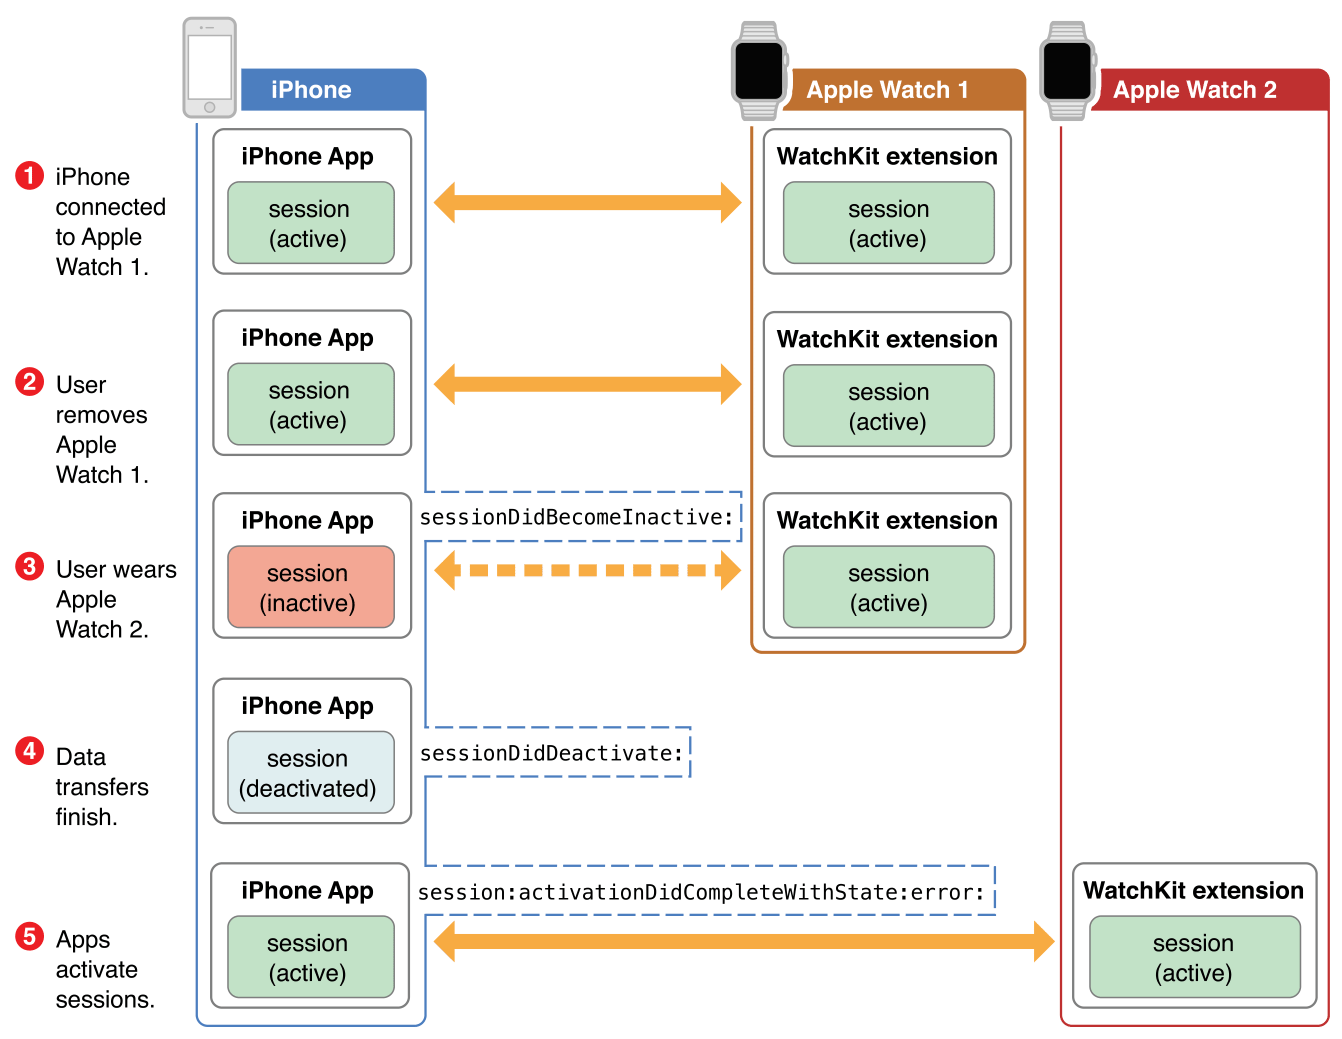 iPhone
Apple Watch 1
Apple Watch 2
1
iPhone
connected
to Apple
Watch 1.
iPhone App
session
(active)
WatchKit extension
session
(active)
2
User
removes
Apple
Watch 1.
iPhone App
session
(active)
WatchKit extension
session
(active)
3
User wears
Apple
Watch 2.
iPhone App
session
(inactive)
sessionDidBecomeInactive:
WatchKit extension
session
(active)
4
Data
transfers
finish.
iPhone App
session
(deactivated)
sessionDidDeactivate:
5
Apps
activate
sessions.
iPhone App
session
(active)
session:activationDidCompleteWithState:error:
WatchKit extension
session
(active)